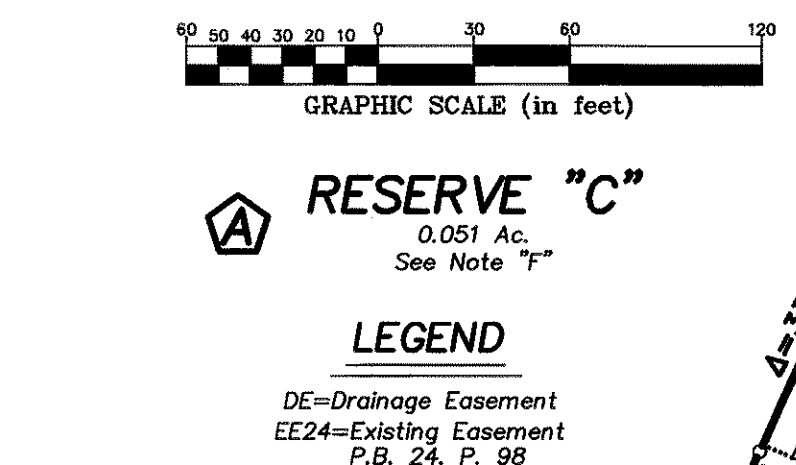 60 50 40 30 20 10 0 30 60 120
GRAPHIC SCALE (in feet)
A RESERVE "C"
0.051 Ac.
See Note "F"
LEGEND
DE=Drainage Easement
EE24=Existing Easement
P.B. 24, P. 98